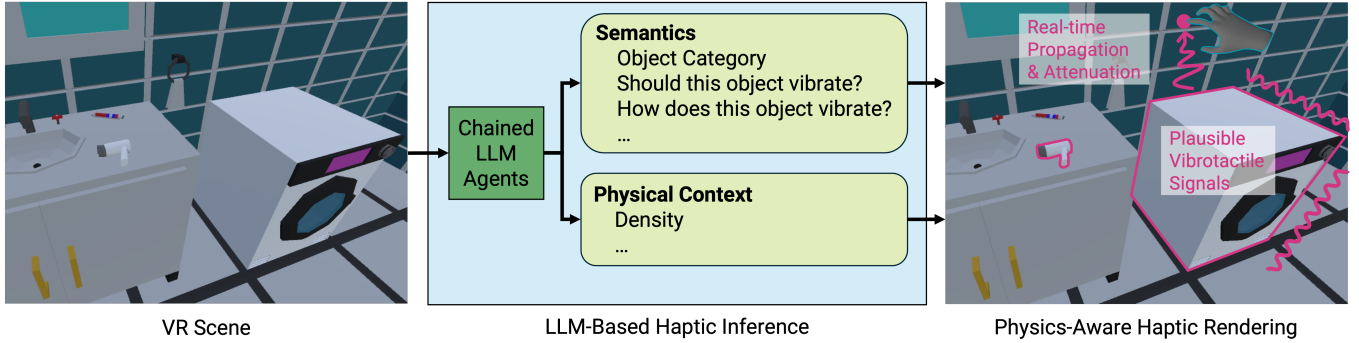 Semantics
Object Category
Should this object vibrate?
How does this object vibrate?
...
Chained
LLM
Agents
Physical Context
Density
...
Real-time
Propagation
& Attenuation
Plausible
Vibrotactile
Signals
VR Scene
LLM-Based Haptic Inference
Physics-Aware Haptic Rendering